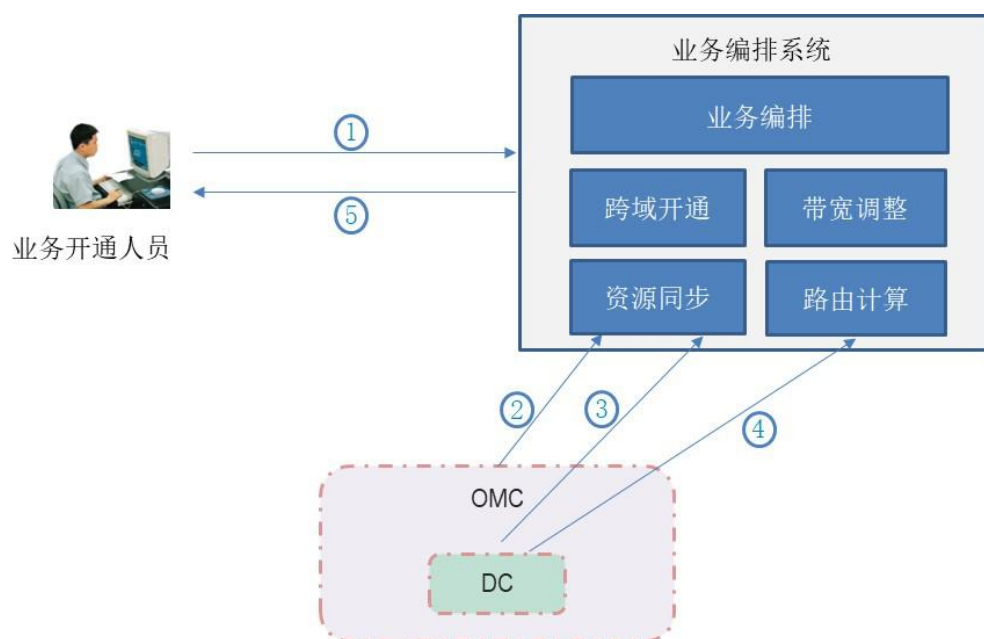 业务编排系统
业务编排
①
跨域开通
带宽调整
⑤
业务开通人员
资源同步
路由计算
②
③
④
OMC
DC